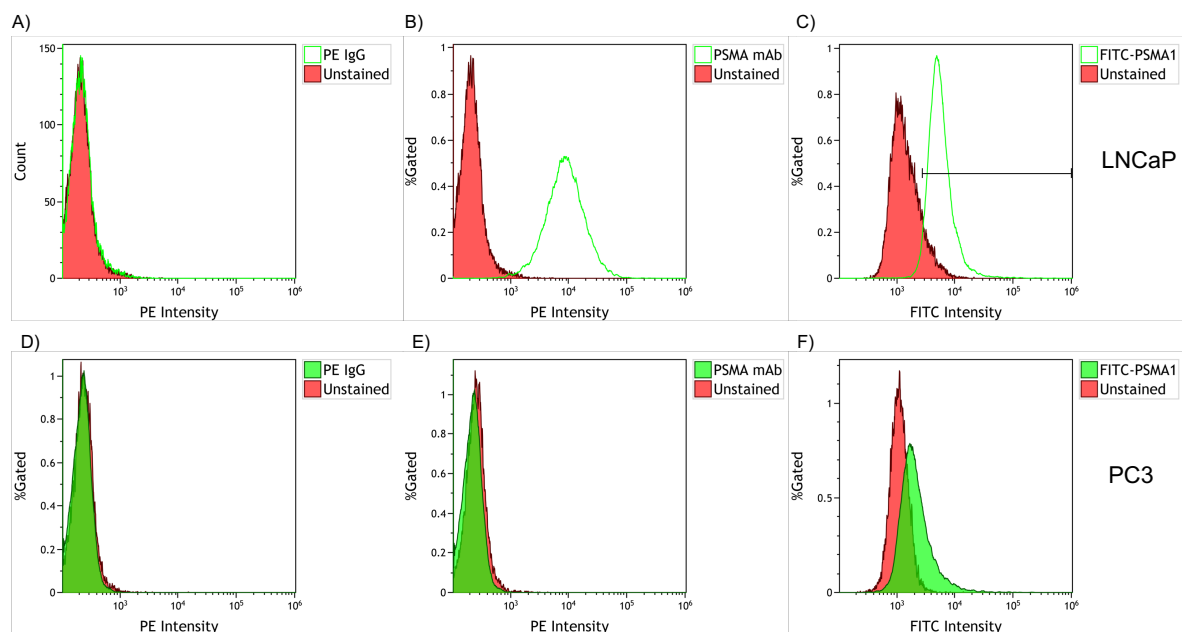 A)
150
100
50
0
Count
10³ 10⁴ 10⁵ 10⁶
PE Intensity
PE IgG
Unstained
B)
1
0.8
0.6
0.4
0.2
0
%Gated
10³ 10⁴ 10⁵ 10⁶
PE Intensity
PSMA mAb
Unstained
C)
1
0.8
0.6
0.4
0.2
0
%Gated
10³ 10⁴ 10⁵ 10⁶
FITC Intensity
FITC-PSMA1
Unstained
LNCaP
D)
1
0.8
0.6
0.4
0.2
0
%Gated
10³ 10⁴ 10⁵ 10⁶
PE Intensity
PE IgG
Unstained
E)
1
0.8
0.6
0.4
0.2
0
%Gated
10³ 10⁴ 10⁵ 10⁶
PE Intensity
PSMA mAb
Unstained
F)
1
0.5
0
%Gated
10³ 10⁴ 10⁵ 10⁶
FITC Intensity
FITC-PSMA1
Unstained
PC3